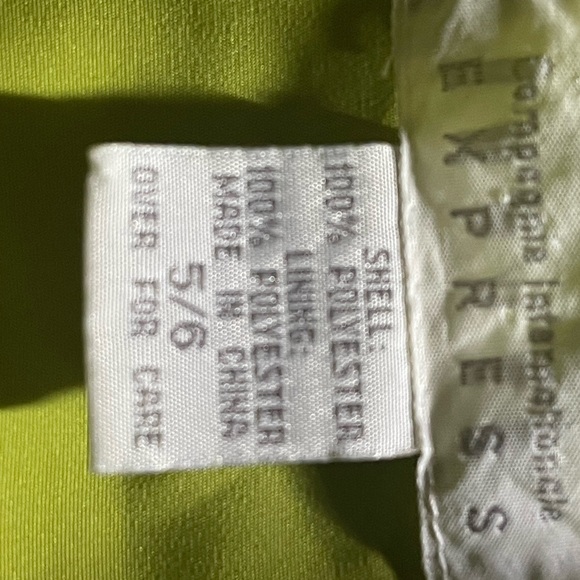 Compagnie internationale
EXPRESS
SHELL:
100% POLYESTER
LINING:
100% POLYESTER
MADE IN CHINA
5/6
OVER FOR CARE